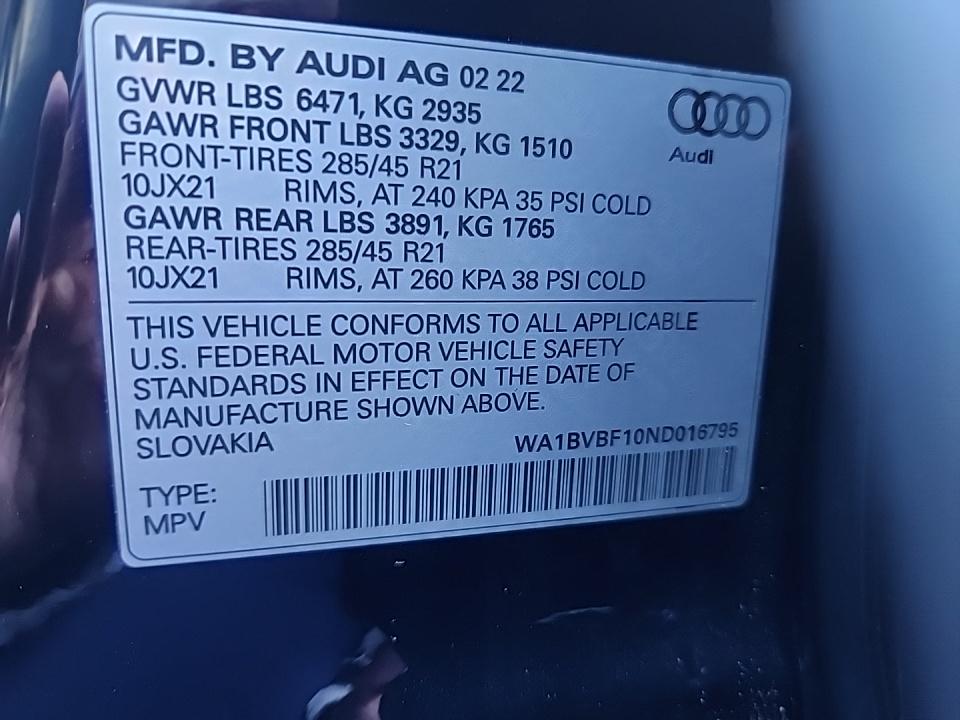 MFD. BY AUDI AG 02 22
GVWR LBS 6471, KG 2935
GAWR FRONT LBS 3329, KG 1510
FRONT-TIRES 285/45 R21
10JX21 RIMS, AT 240 KPA 35 PSI COLD
GAWR REAR LBS 3891, KG 1765
REAR-TIRES 285/45 R21
10JX21 RIMS, AT 260 KPA 38 PSI COLD
Audi
THIS VEHICLE CONFORMS TO ALL APPLICABLE
U.S. FEDERAL MOTOR VEHICLE SAFETY
STANDARDS IN EFFECT ON THE DATE OF
MANUFACTURE SHOWN ABOVE.
SLOVAKIA WA1BVBF10ND016795
TYPE:
MPV